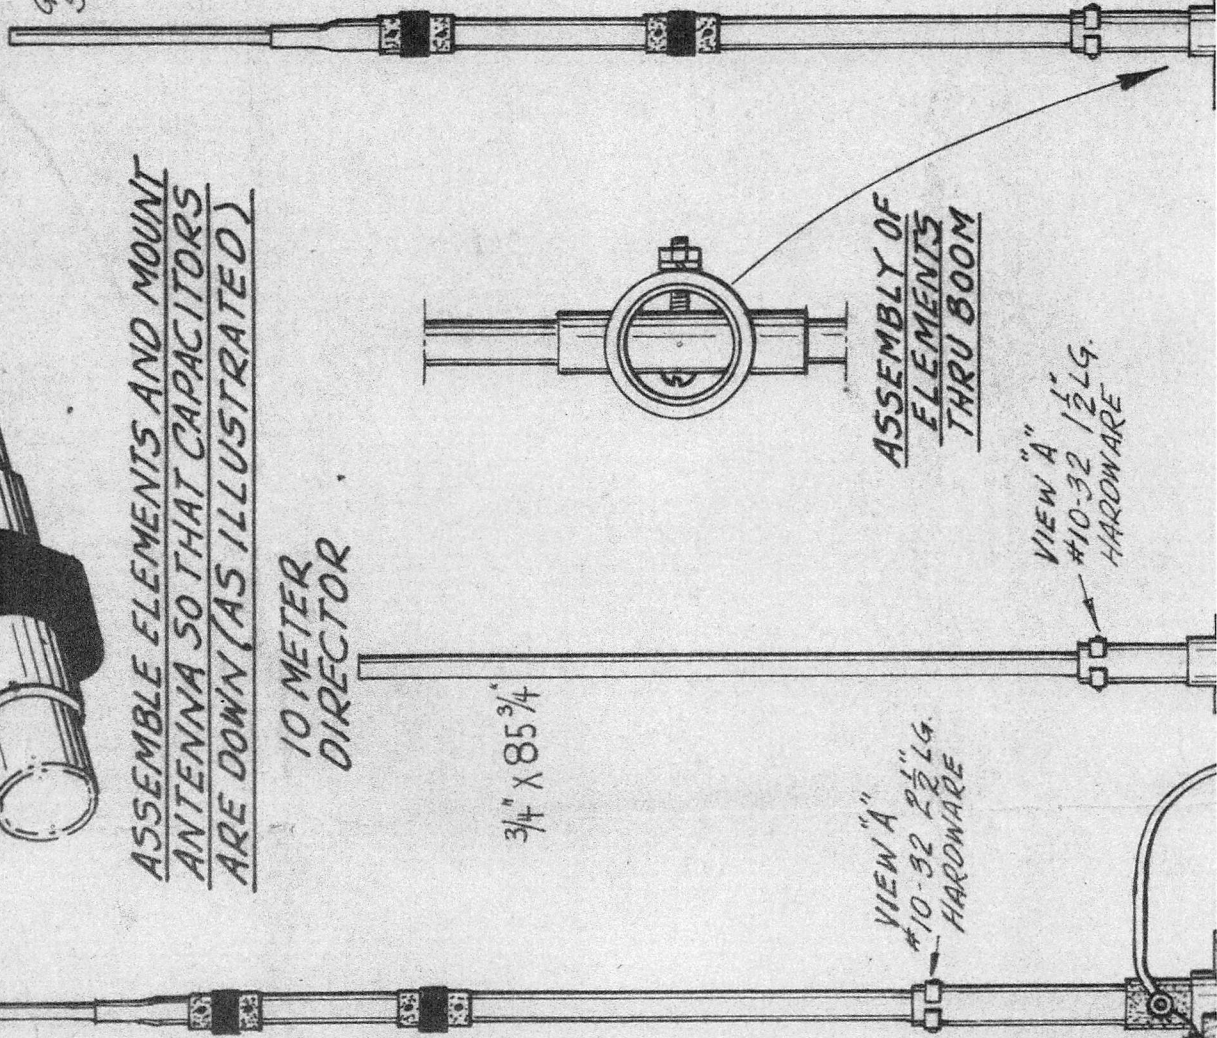 ASSEMBLE ELEMENTS AND MOUNT
ANTENNA SO THAT CAPACITORS
ARE DOWN (AS ILLUSTRATED)
10 METER
DIRECTOR
3/4" X 85 3/4"
ASSEMBLY OF
ELEMENTS
THRU BOOM
VIEW "A"
#10-32 1 1/2" LG.
HARDWARE
VIEW "A"
#10-32 2 1/2" LG.
HARDWARE